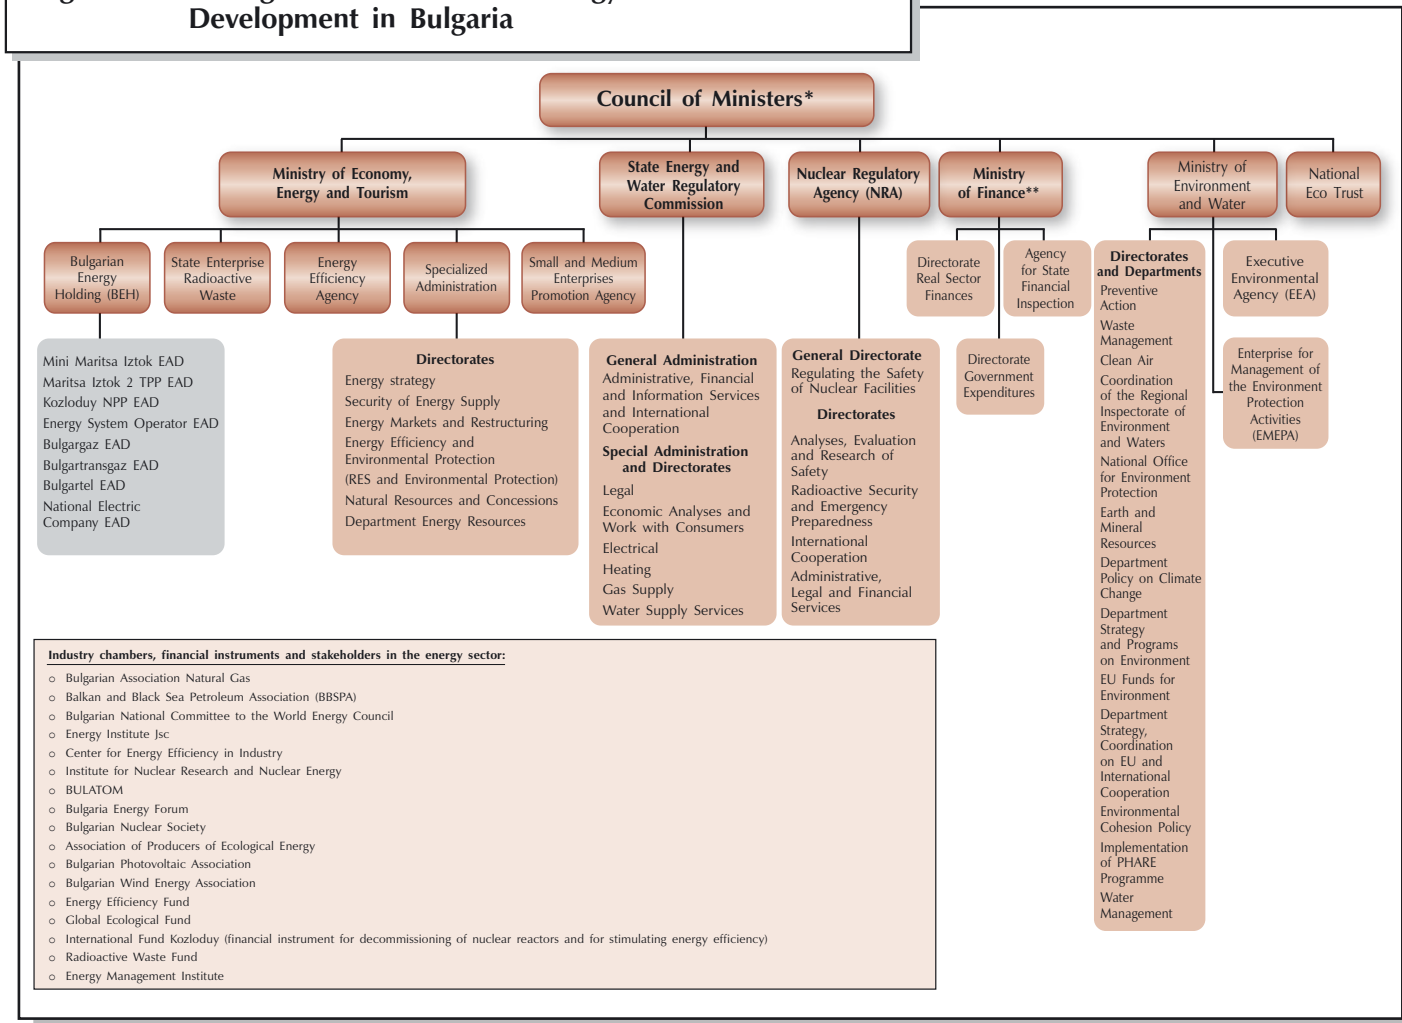 Development in Bulgaria
Council of Ministers*
Ministry of Economy,
Energy and Tourism
State Energy and
Water Regulatory
Commission
Nuclear Regulatory
Agency (NRA)
Ministry
of Finance**
Ministry of
Environment
and Water
National
Eco Trust
Bulgarian
Energy
Holding (BEH)
State Enterprise
Radioactive
Waste
Energy
Efficiency
Agency
Specialized
Administration
Small and Medium
Enterprises
Promotion Agency
Directorate
Real Sector
Finances
Agency
for State
Financial
Inspection
Directorate
Government
Expenditures
Executive
Environmental
Agency (EEA)
Enterprise for
Management of
the Environment
Protection
Activities
(EMEPA)
Mini Maritsa Iztok EAD
Maritsa Iztok 2 TPP EAD
Kozloduy NPP EAD
Energy System Operator EAD
Bulgargaz EAD
Bulgartransgaz EAD
Bulgartel EAD
National Electric
Company EAD
Directorates
Energy strategy
Security of Energy Supply
Energy Markets and Restructuring
Energy Efficiency and
Environmental Protection
(RES and Environmental Protection)
Natural Resources and Concessions
Department Energy Resources
General Administration
Administrative, Financial
and Information Services
and International
Cooperation
Special Administration
and Directorates
Legal
Economic Analyses and
Work with Consumers
Electrical
Heating
Gas Supply
Water Supply Services
General Directorate
Regulating the Safety
of Nuclear Facilities
Directorates
Analyses, Evaluation
and Research of
Safety
Radioactive Security
and Emergency
Preparedness
International
Cooperation
Administrative,
Legal and Financial
Services
Directorates
and Departments
Preventive
Action
Waste
Management
Clean Air
Coordination
of the Regional
Inspectorate of
Environment
and Waters
National Office
for Environment
Protection
Earth and
Mineral
Resources
Department
Policy on Climate
Change
Department
Strategy
and Programs
on Environment
EU Funds for
Environment
Department
Strategy,
Coordination
on EU and
International
Cooperation
Environmental
Cohesion Policy
Implementation
of PHARE
Programme
Water
Management
Industry chambers, financial instruments and stakeholders in the energy sector:
o Bulgarian Association Natural Gas
o Balkan and Black Sea Petroleum Association (BBSPA)
o Bulgarian National Committee to the World Energy Council
o Energy Institute Jsc
o Center for Energy Efficiency in Industry
o Institute for Nuclear Research and Nuclear Energy
o BULATOM
o Bulgaria Energy Forum
o Bulgarian Nuclear Society
o Association of Producers of Ecological Energy
o Bulgarian Photovoltaic Association
o Bulgarian Wind Energy Association
o Energy Efficiency Fund
o Global Ecological Fund
o International Fund Kozloduy (financial instrument for decommissioning of nuclear reactors and for stimulating energy efficiency)
o Radioactive Waste Fund
o Energy Management Institute